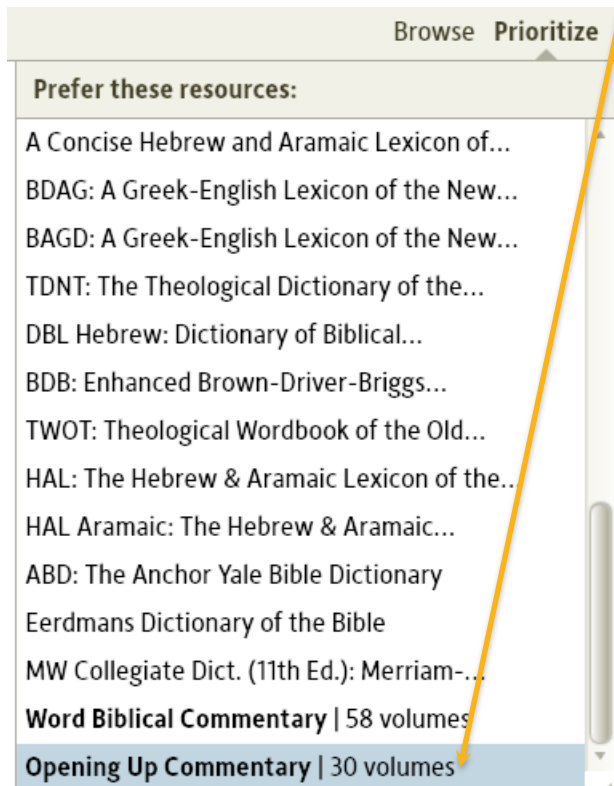 Browse Prioritize
Prefer these resources:
A Concise Hebrew and Aramaic Lexicon of...
BDAG: A Greek-English Lexicon of the New...
BAGD: A Greek-English Lexicon of the New...
TDNT: The Theological Dictionary of the...
DBL Hebrew: Dictionary of Biblical...
BDB: Enhanced Brown-Driver-Briggs...
TWOT: Theological Wordbook of the Old...
HAL: The Hebrew & Aramaic Lexicon of the...
HAL Aramaic: The Hebrew & Aramaic...
ABD: The Anchor Yale Bible Dictionary
Eerdmans Dictionary of the Bible
MW Collegiate Dict. (11th Ed.): Merriam-...
Word Biblical Commentary | 58 volumes
Opening Up Commentary | 30 volumes